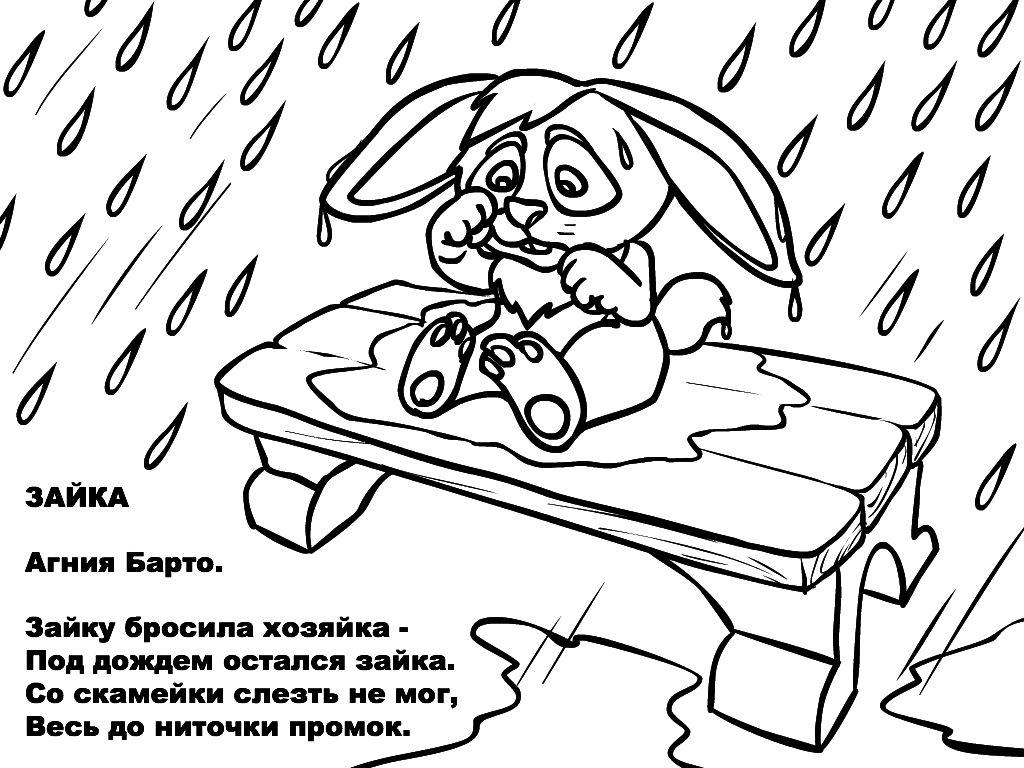 ЗАЙКА
Агния Барто.
Зайку бросила хозяйка -
Под дождем остался зайка.
Со скамейки слезть не мог,
Весь до ниточки промок.